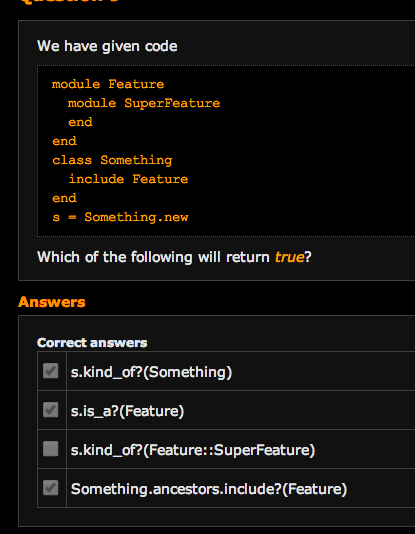 We have given code
module Feature
  module SuperFeature
  end
end
class Something
  include Feature
end
s = Something.new
Which of the following will return true?
Answers
Correct answers
s.kind_of?(Something)
s.is_a?(Feature)
s.kind_of?(Feature::SuperFeature)
Something.ancestors.include?(Feature)